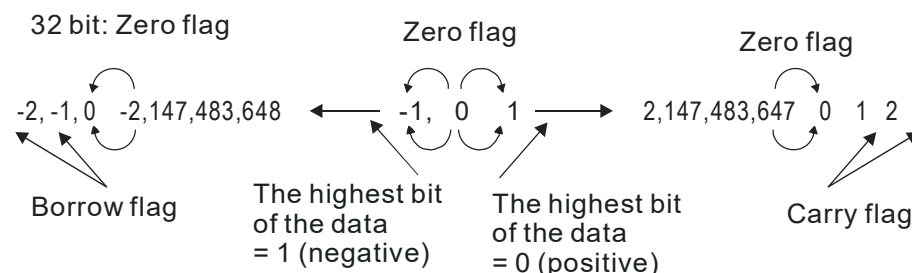 32 bit: Zero flag
Zero flag
Zero flag
-2, -1, 0 -2,147,483,648
-1, 0 1
2,147,483,647 0 1 2
Borrow flag
The highest bit
of the data
= 1 (negative)
The highest bit
of the data
= 0 (positive)
Carry flag